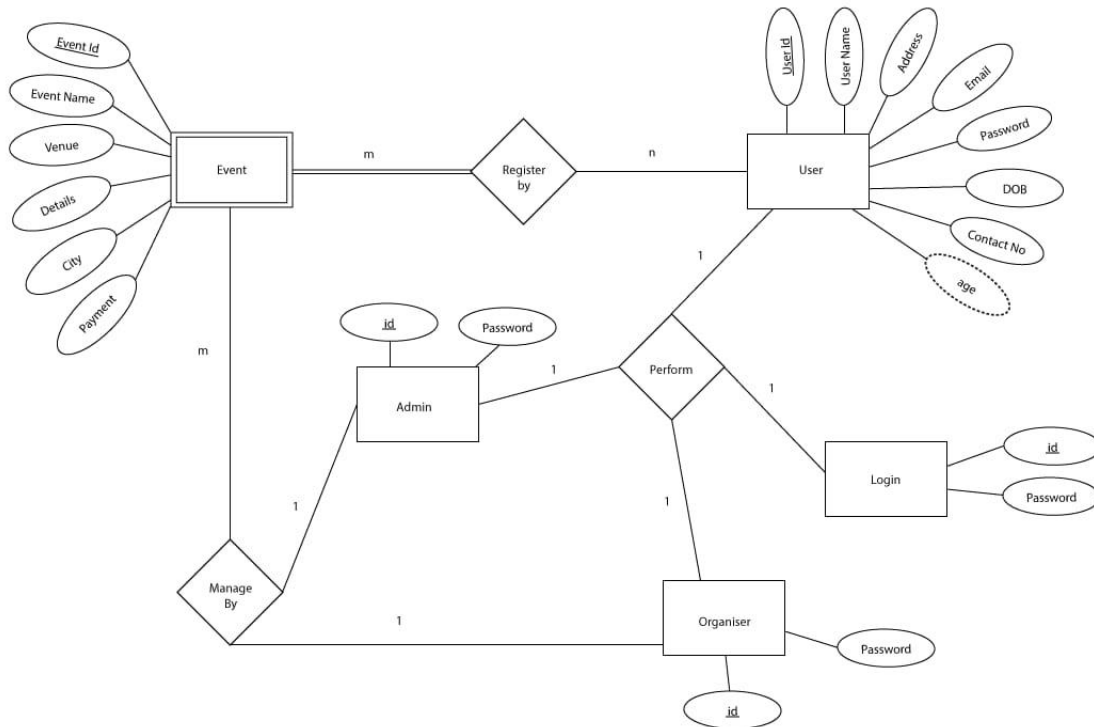 Event Id
Event Name
Venue
Details
City
Payment
Event
m
Register
by
n
User Id
User Name
Address
Email
Password
DOB
Contact No
age
User
1
m
id
Password
Admin
1
Perform
1
Login
id
Password
1
1
Manage
By
1
Organiser
Password
id